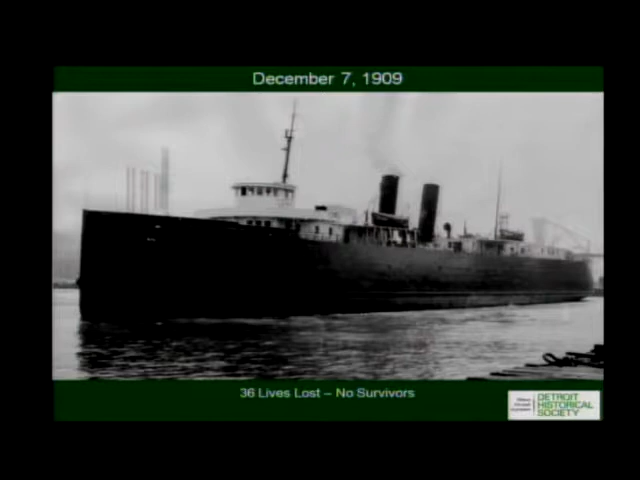 December 7, 1909
36 Lives Lost – No Survivors
DETROIT
HISTORICAL
SOCIETY